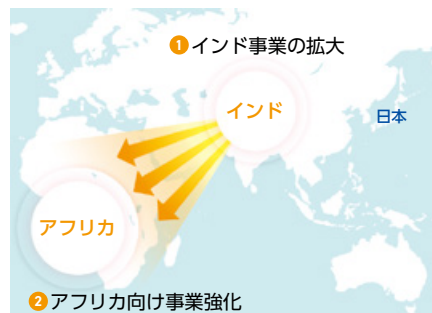 ❶インド事業の拡大
インド
日本
アフリカ
❷アフリカ向け事業強化